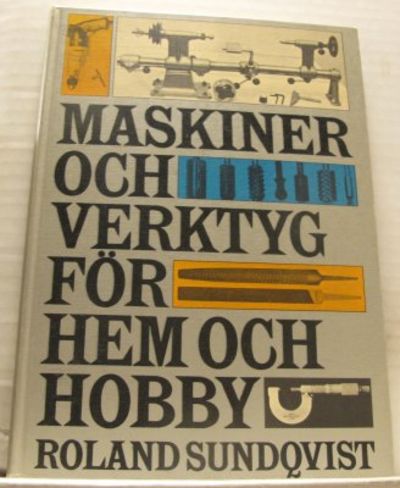 MASKINER
OCH
VERKTYG
FÖR
HEM OCH
HOBBY
ROLAND SUNDQVIST